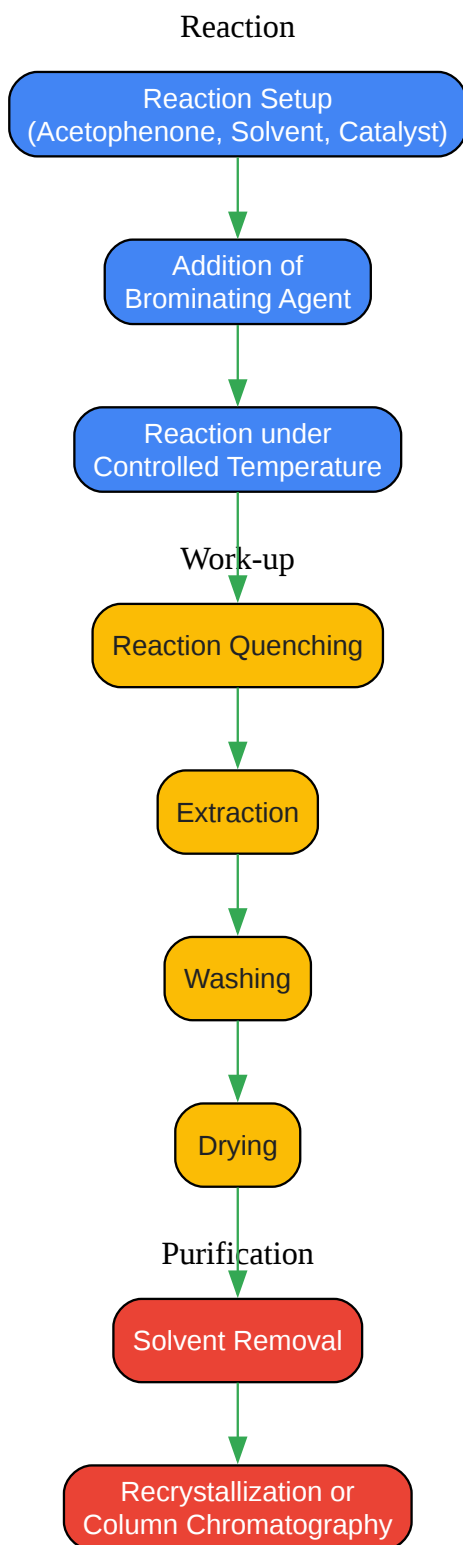 Reaction
Reaction Setup
(Acetophenone, Solvent, Catalyst)
Addition of
Brominating Agent
Reaction under
Controlled Temperature
Work-up
Reaction Quenching
Extraction
Washing
Drying
Purification
Solvent Removal
Recrystallization or
Column Chromatography